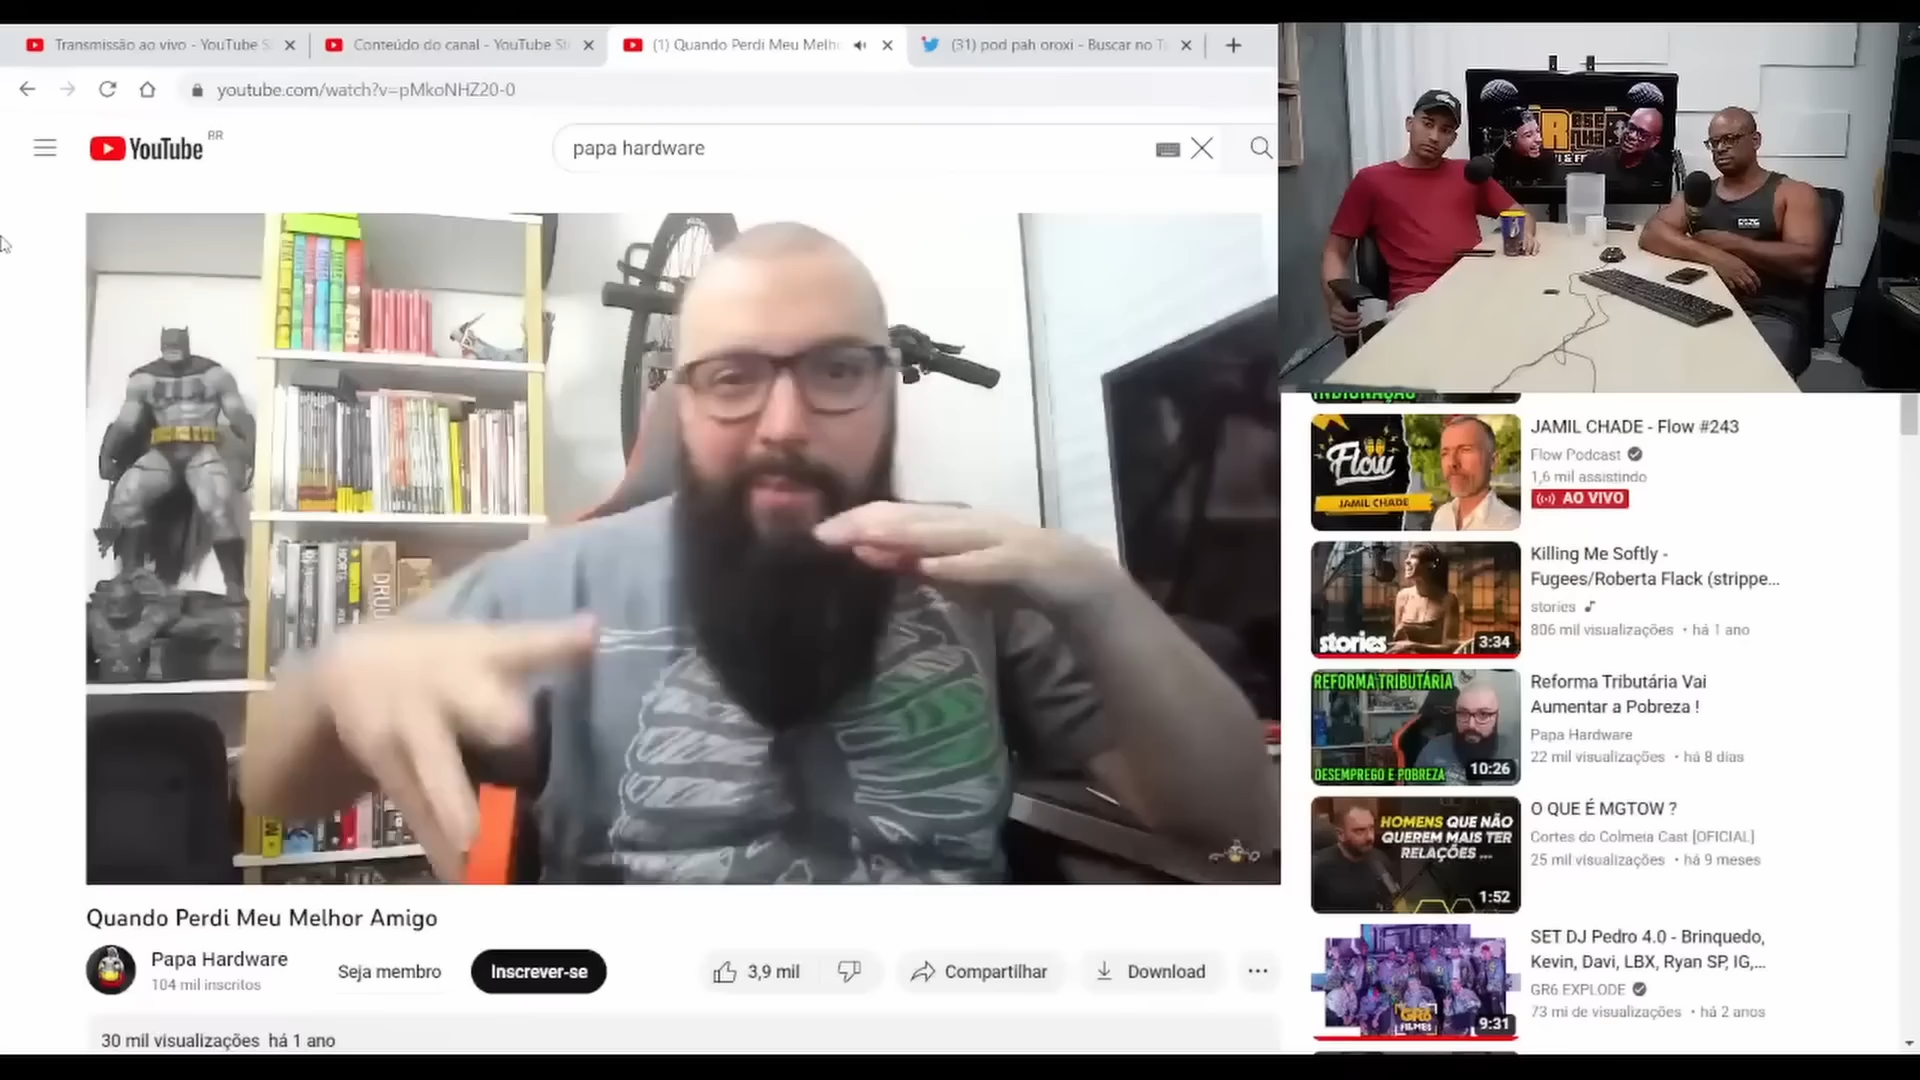 Transmissão ao vivo - YouTube S
Conteúdo do canal - YouTube St
(1) Quando Perdi Meu Melh
(31) pod pah oroxi - Buscar no T
youtube.com/watch?v=pMkoNHZ20-0
YouTube BR
papa hardware
INDIGNAÇÃO
Flow
JAMIL CHADE
JAMIL CHADE - Flow #243
Flow Podcast
1,6 mil assistindo
AO VIVO
stories
3:34
Killing Me Softly -
Fugees/Roberta Flack (strippe...
stories
806 mil visualizações • há 1 ano
REFORMA TRIBUTÁRIA
DESEMPREGO E POBREZA
10:26
Reforma Tributária Vai
Aumentar a Pobreza !
Papa Hardware
22 mil visualizações • há 8 dias
HOMENS QUE NÃO
QUEREM MAIS TER
RELAÇÕES ...
1:52
O QUE É MGTOW ?
Cortes do Colmeia Cast [OFICIAL]
25 mil visualizações • há 9 meses
GR6
FILMES
9:31
SET DJ Pedro 4.0 - Brinquedo,
Kevin, Davi, LBX, Ryan SP, IG,...
GR6 EXPLODE
73 mi de visualizações • há 2 anos
Quando Perdi Meu Melhor Amigo
Papa Hardware
104 mil inscritos
Seja membro
Inscrever-se
3,9 mil
Compartilhar
Download
30 mil visualizações há 1 ano